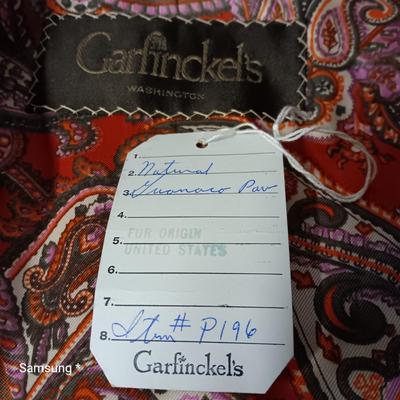 Garfinckel's
WASHINGTON
1.
2. Natural
3. Guanaco Paw
4.
FUR ORIGIN
5.
UNITED STATES
6.
7.
8. Item # P196
Garfinckel's
Samsung *